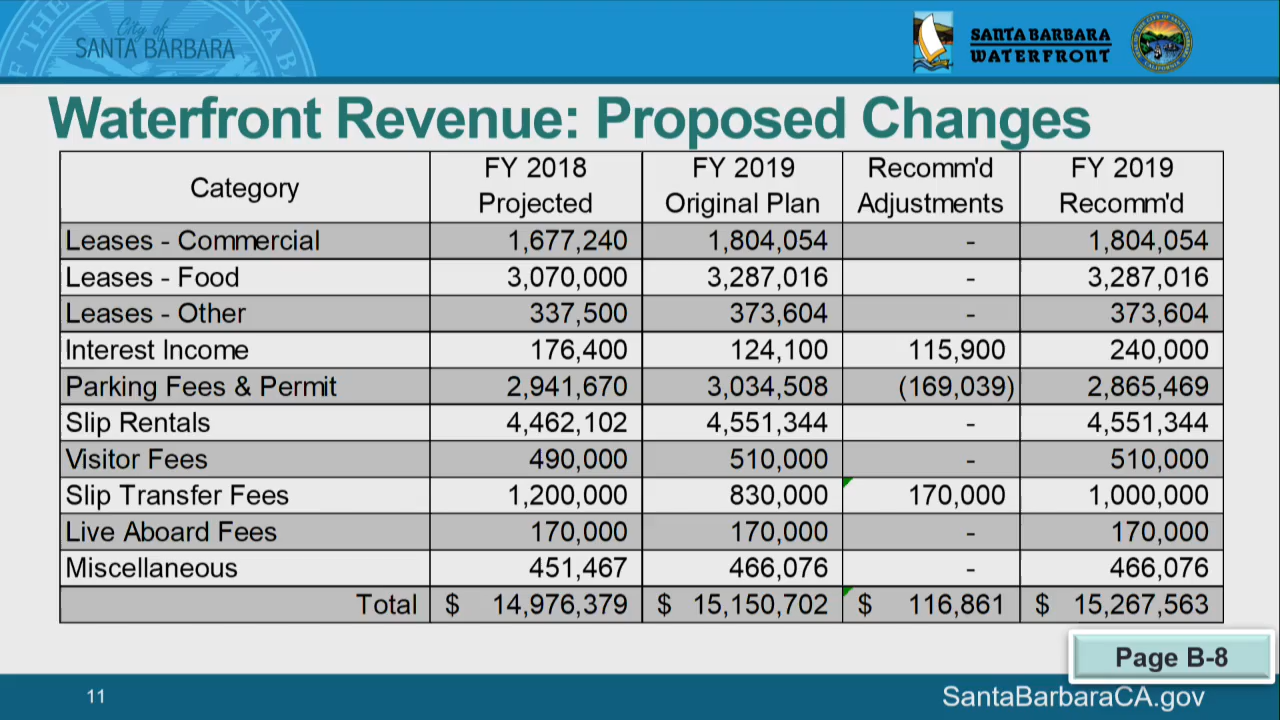 City of
SANTA BARBARA
SANTA BARBARA
WATERFRONT
Waterfront Revenue: Proposed Changes
Category FY 2018 Projected FY 2019 Original Plan Recomm'd Adjustments FY 2019 Recomm'd
Leases - Commercial 1,677,240 1,804,054 - 1,804,054
Leases - Food 3,070,000 3,287,016 - 3,287,016
Leases - Other 337,500 373,604 - 373,604
Interest Income 176,400 124,100 115,900 240,000
Parking Fees & Permit 2,941,670 3,034,508 (169,039) 2,865,469
Slip Rentals 4,462,102 4,551,344 - 4,551,344
Visitor Fees 490,000 510,000 - 510,000
Slip Transfer Fees 1,200,000 830,000 170,000 1,000,000
Live Aboard Fees 170,000 170,000 - 170,000
Miscellaneous 451,467 466,076 - 466,076
Total $ 14,976,379 $ 15,150,702 $ 116,861 $ 15,267,563
Page B-8
11
SantaBarbaraCA.gov